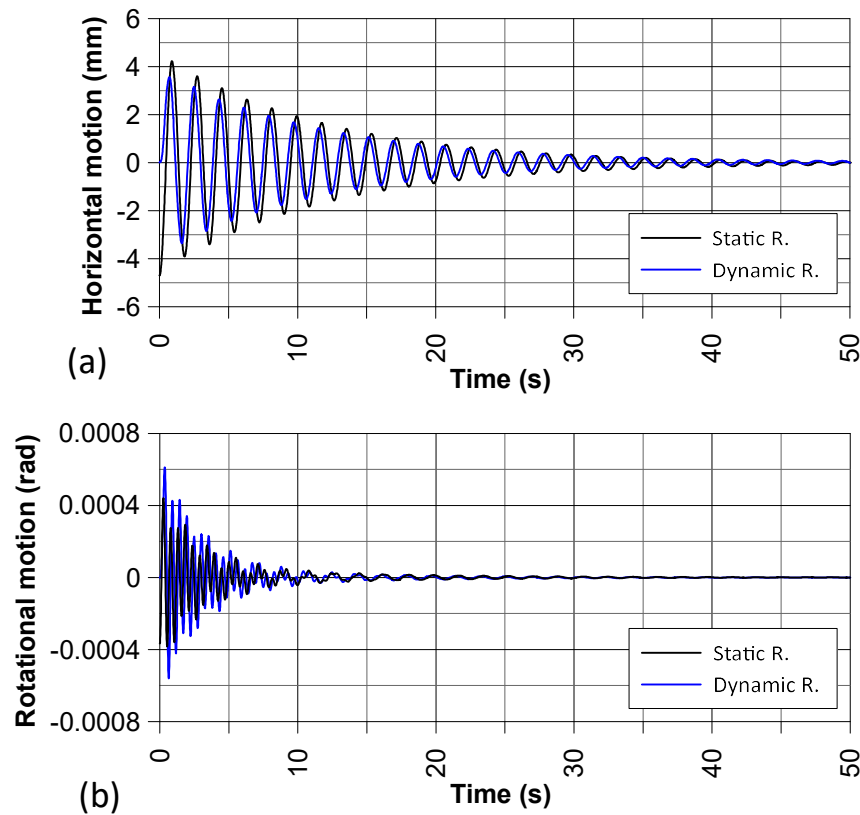 Horizontal motion (mm)
6
4
2
0
-2
-4
-6
Static R.
Dynamic R.
0
10
20
30
40
50
Time (s)
(a)
Rotational motion (rad)
0.0008
0.0004
0
-0.0004
-0.0008
Static R.
Dynamic R.
0
10
20
30
40
50
Time (s)
(b)